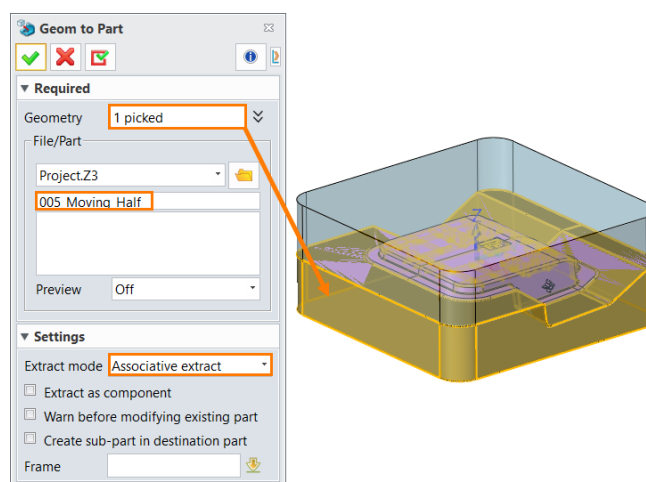 Geom to Part
Required
Geometry 1 picked
File/Part
Project.Z3
005_Moving_Half
Preview Off
Settings
Extract mode Associative extract
Extract as component
Warn before modifying existing part
Create sub-part in destination part
Frame